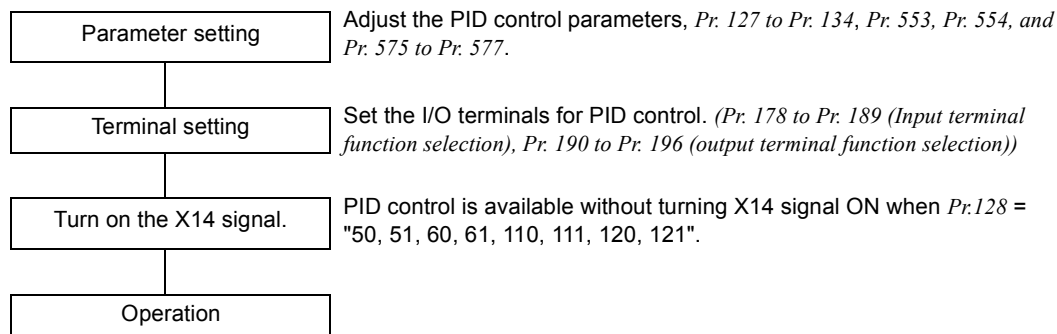 Parameter setting
Adjust the PID control parameters, Pr. 127 to Pr. 134, Pr. 553, Pr. 554, and
Pr. 575 to Pr. 577.
Terminal setting
Set the I/O terminals for PID control. (Pr. 178 to Pr. 189 (Input terminal
function selection), Pr. 190 to Pr. 196 (output terminal function selection))
Turn on the X14 signal.
PID control is available without turning X14 signal ON when Pr.128 =
"50, 51, 60, 61, 110, 111, 120, 121".
Operation